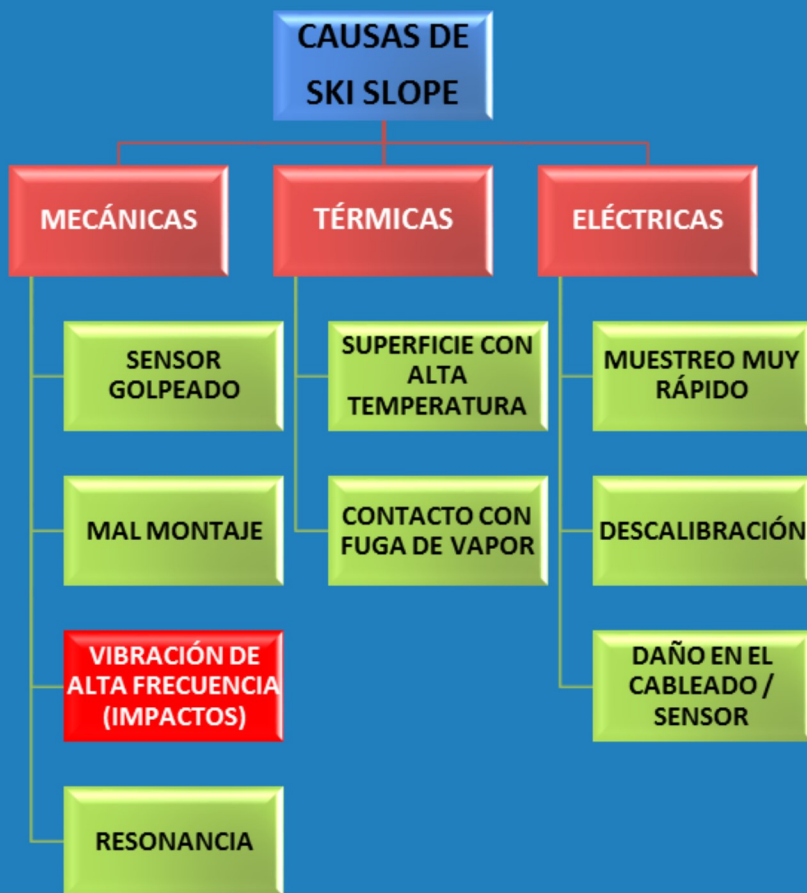 CAUSAS DE
SKI SLOPE
MECÁNICAS
SENSOR
GOLPEADO
MAL MONTAJE
VIBRACIÓN DE
ALTA FRECUENCIA
(IMPACTOS)
RESONANCIA
TÉRMICAS
SUPERFICIE CON
ALTA
TEMPERATURA
CONTACTO CON
FUGA DE VAPOR
ELÉCTRICAS
MUESTREO MUY
RÁPIDO
DESCALIBRACIÓN
DAÑO EN EL
CABLEADO /
SENSOR